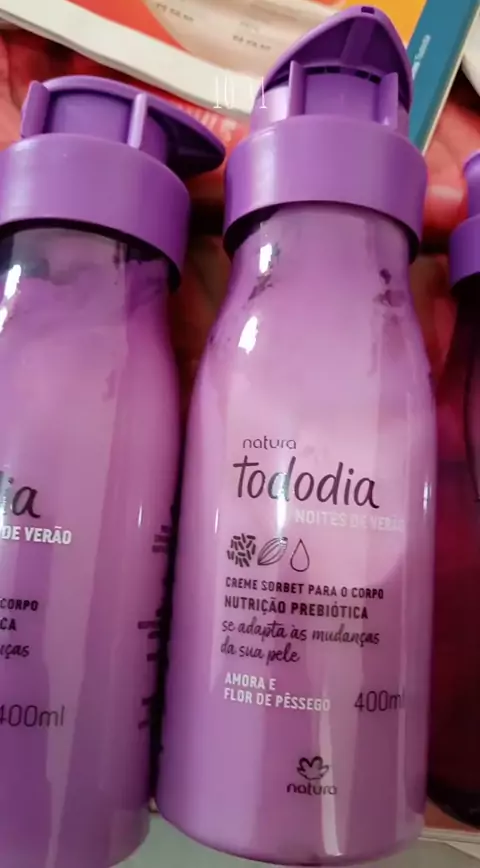 natura
tododia
NOITES DE VERÃO
CREME SORBET PARA O CORPO
NUTRIÇÃO PREBIÓTICA
se adapta às mudanças
da sua pele
AMORA E
FLOR DE PÊSSEGO
400ml
natura
dia
DE VERÃO
CORPO
CA
nças
400ml